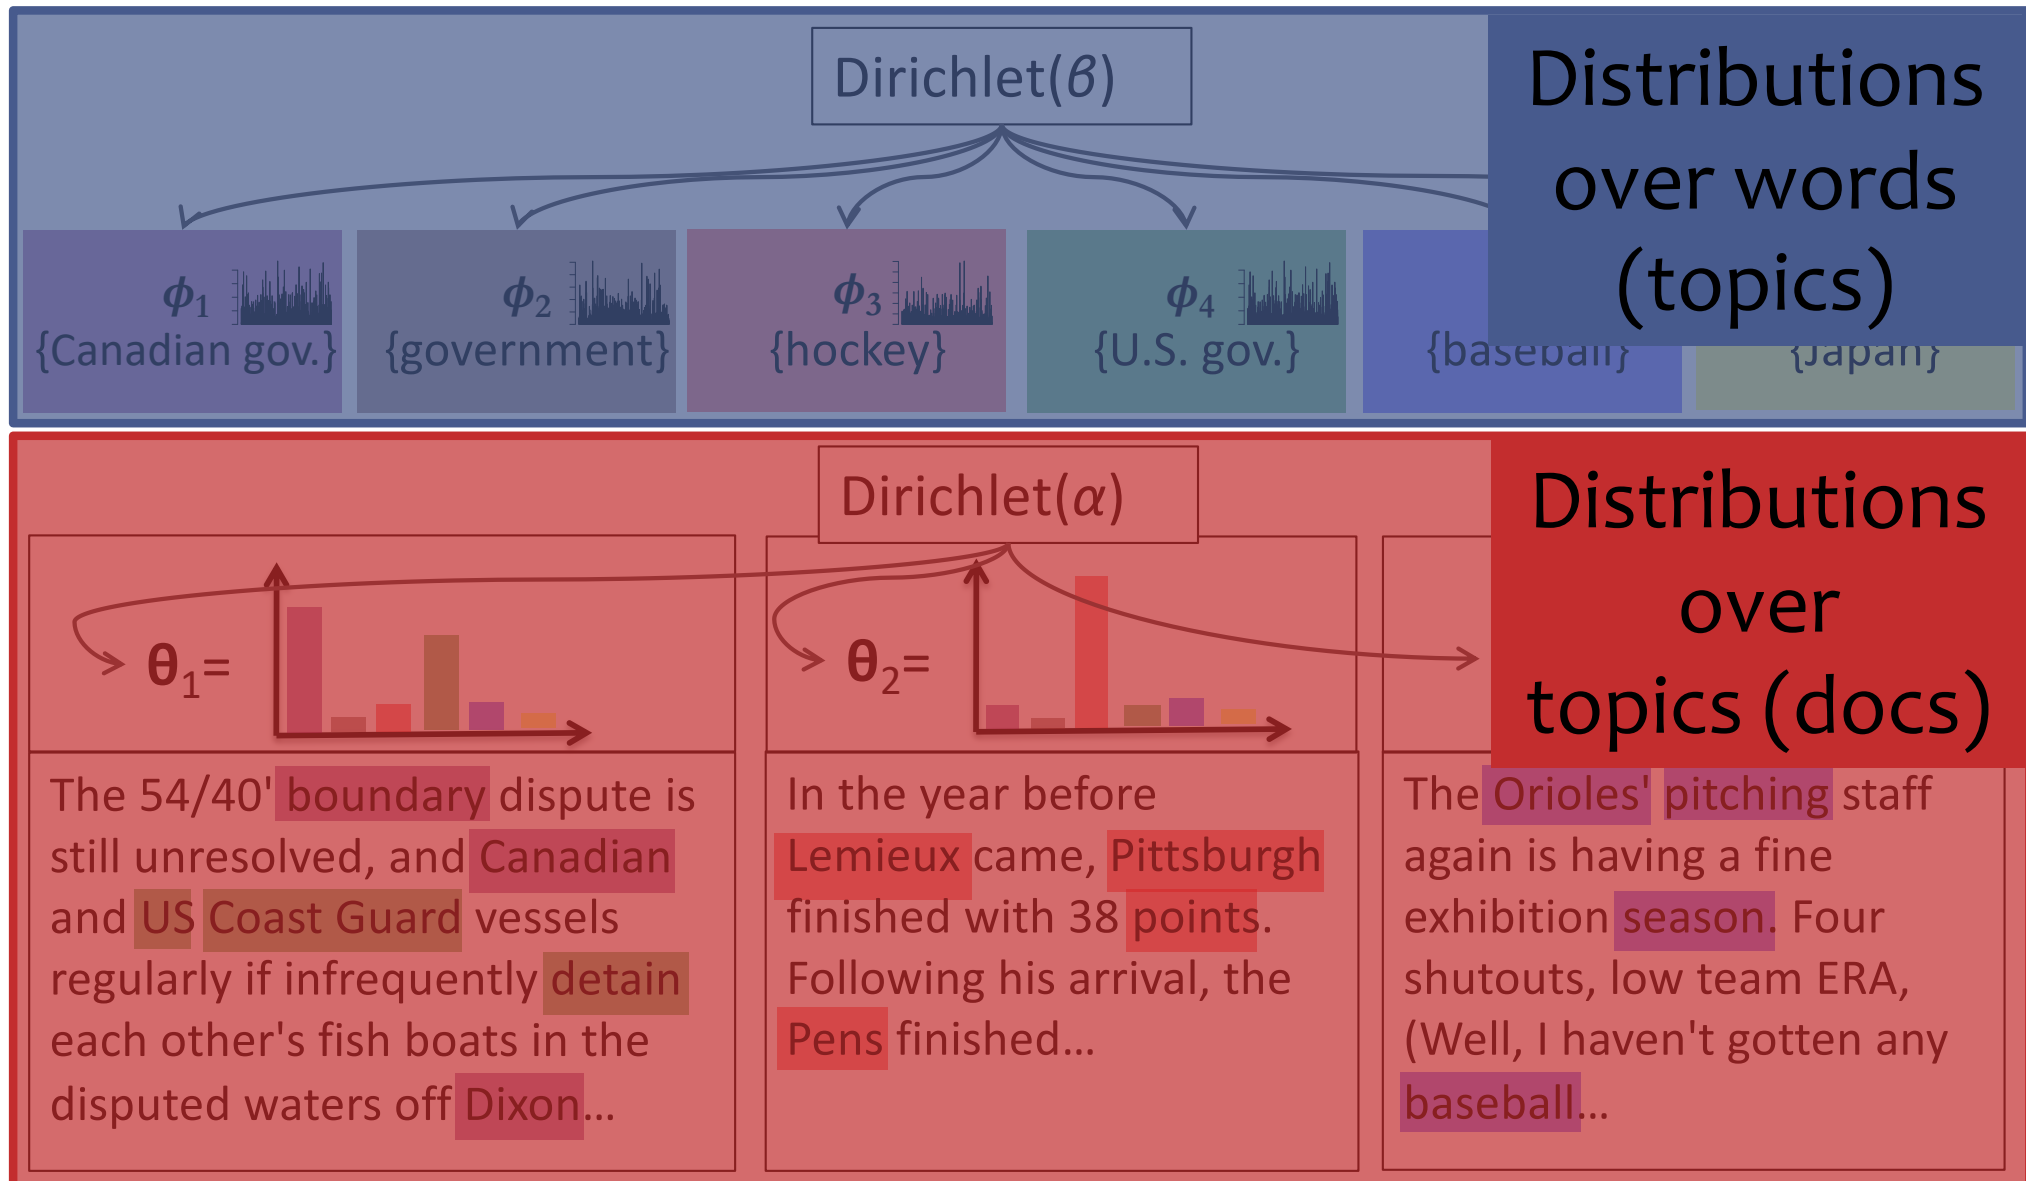 Dirichlet(β)
Distributions
over words
(topics)
ϕ1
ϕ2
ϕ3
ϕ4
{Canadian gov.}
{government}
{hockey}
{U.S. gov.}
{baseball}
{Japan}
Dirichlet(α)
Distributions
over
topics (docs)
θ1=
θ2=
The 54/40' boundary dispute is
still unresolved, and Canadian
and US Coast Guard vessels
regularly if infrequently detain
each other's fish boats in the
disputed waters off Dixon…
In the year before
Lemieux came, Pittsburgh
finished with 38 points.
Following his arrival, the
Pens finished…
The Orioles' pitching staff
again is having a fine
exhibition season. Four
shutouts, low team ERA,
(Well, I haven't gotten any
baseball…